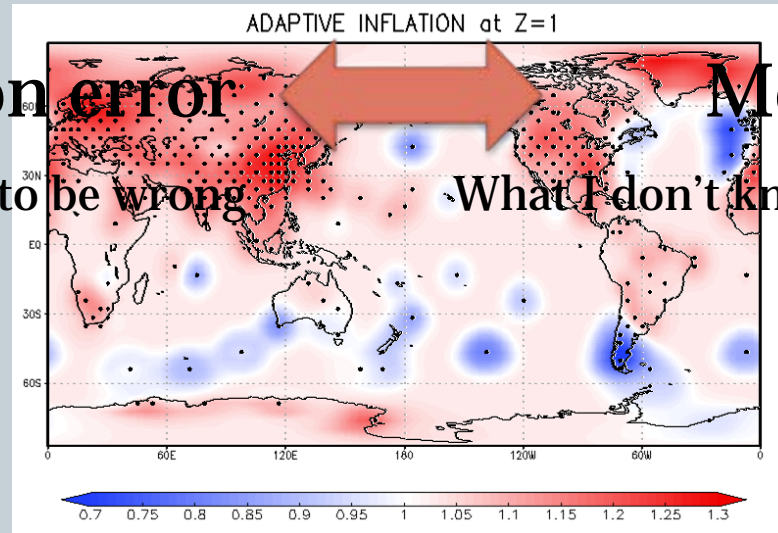 ADAPTIVE INFLATION at Z=1
on error
M
to be wrong
What I don't kn
60N
30N
EQ
30S
60S
0 60E 120E 180 120W 60W 0
0.7 0.75 0.8 0.85 0.9 0.95 1 1.05 1.1 1.15 1.2 1.25 1.3